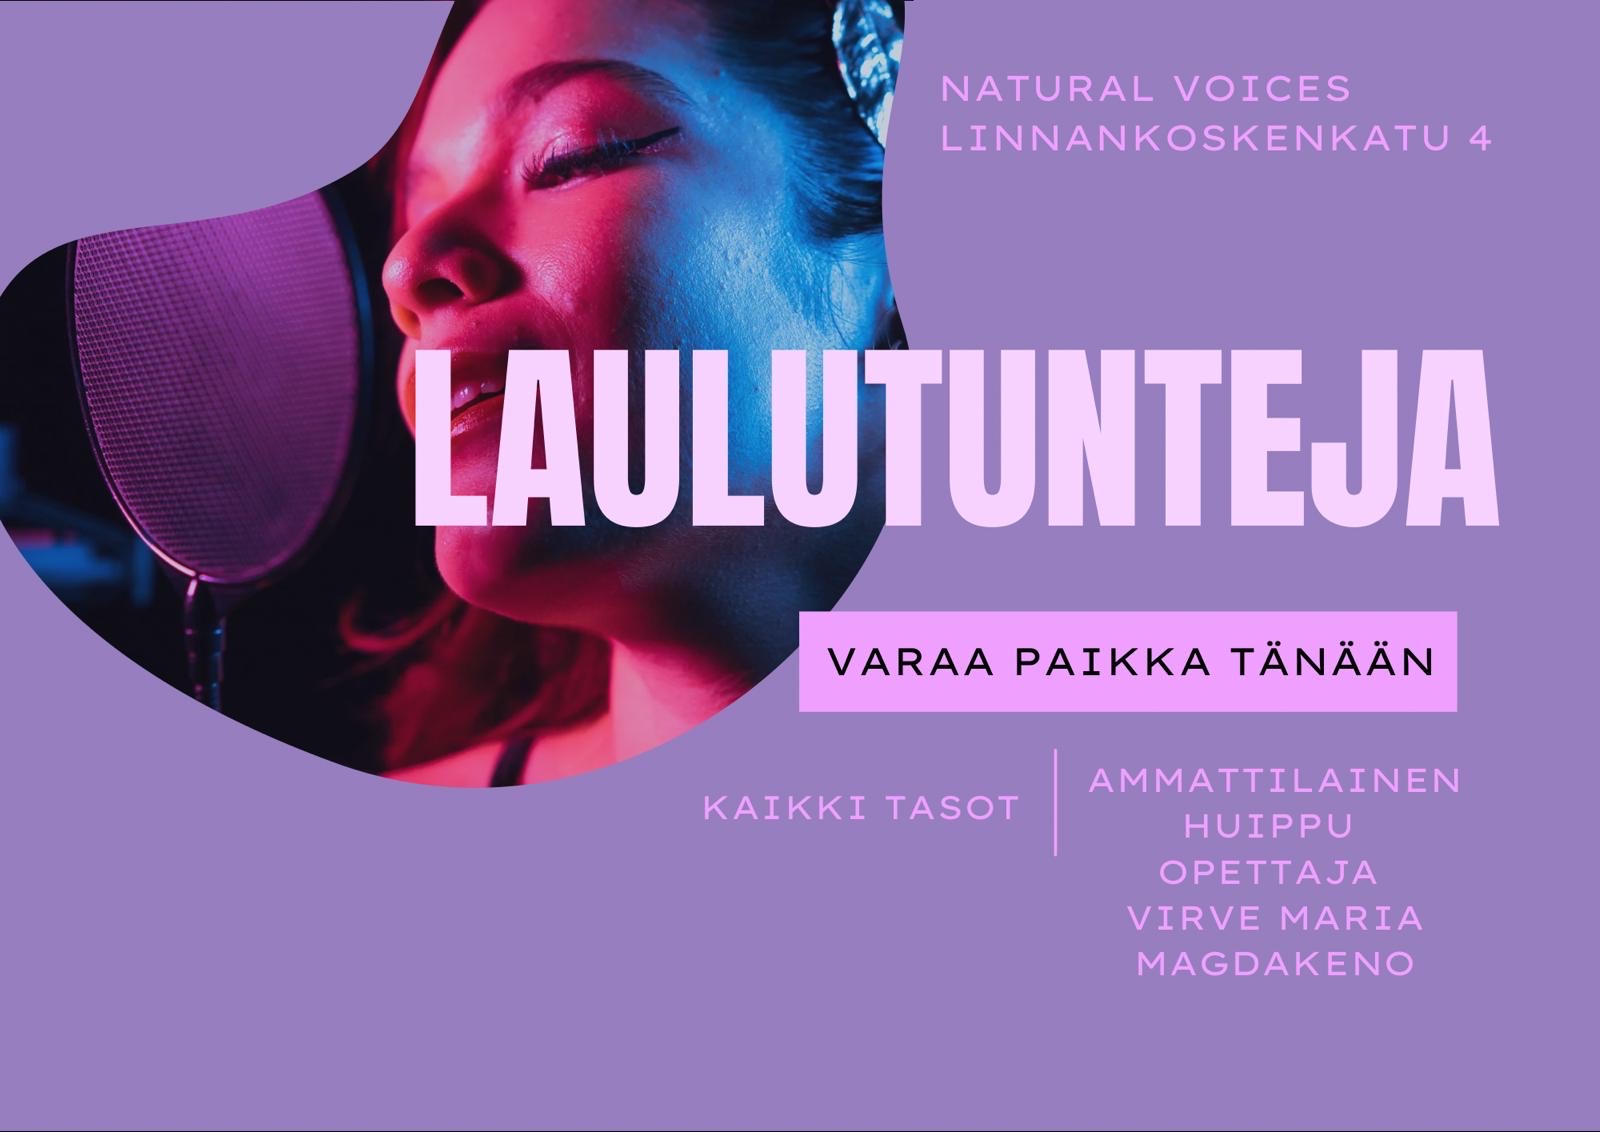 NATURAL VOICES
LINNANKOSKENKATU 4
LAULUTUNTEJA
VARAA PAIKKA TÄNÄÄN
KAIKKI TASOT
AMMATTILAINEN
HUIPPU
OPETTAJA
VIRVE MARIA
MAGDAKENO